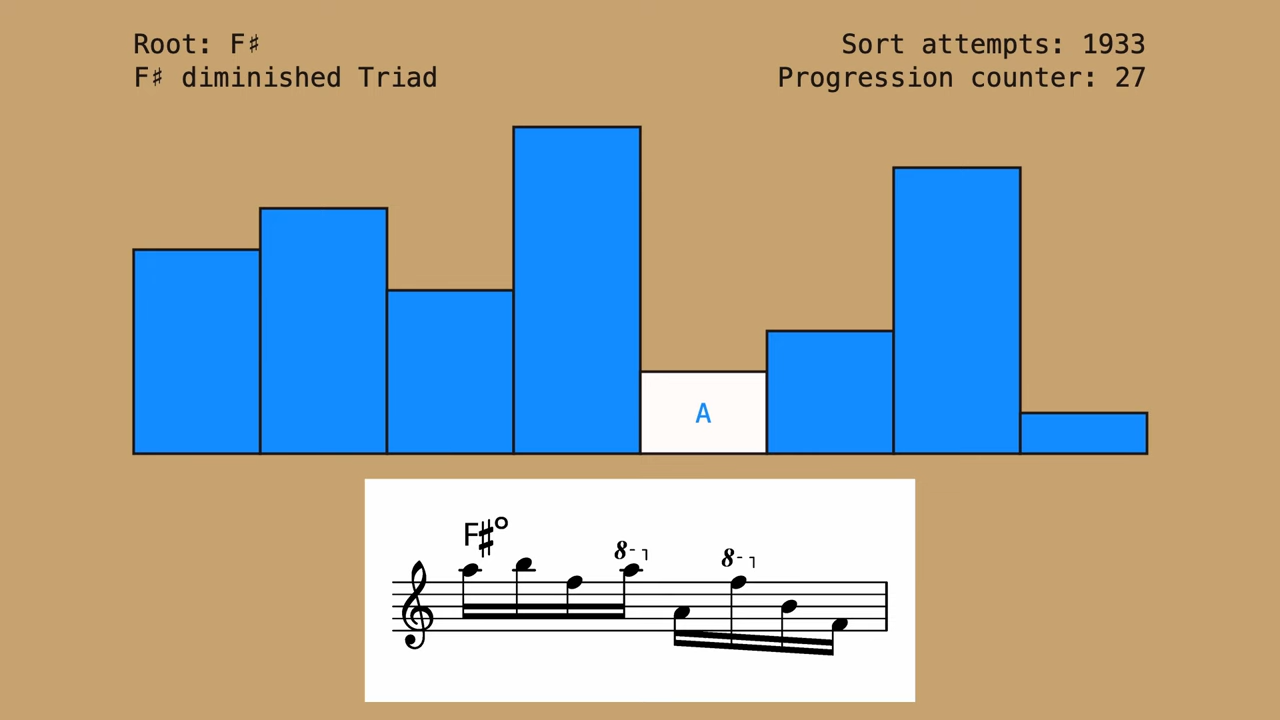 Root: F♯
F♯ diminished Triad
Sort attempts: 1933
Progression counter: 27
A
F♯°
8
8